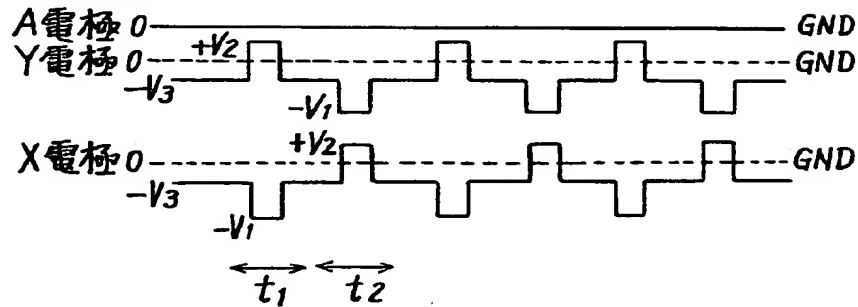 A電極 0 GND
+V2
Y電極 0 GND
-V3
-V1
+V2
X電極 0 GND
-V3
-V1
t1 t2